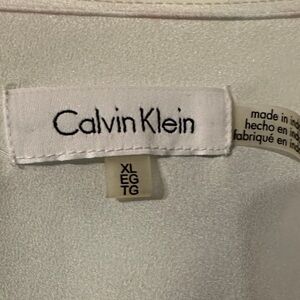 Calvin Klein
XL
EG
TG
made in
hecho en
fabriqué en